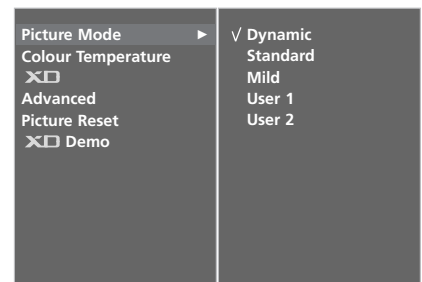 Picture Mode ►
Colour Temperature
XD
Advanced
Picture Reset
XD Demo
√ Dynamic
Standard
Mild
User 1
User 2